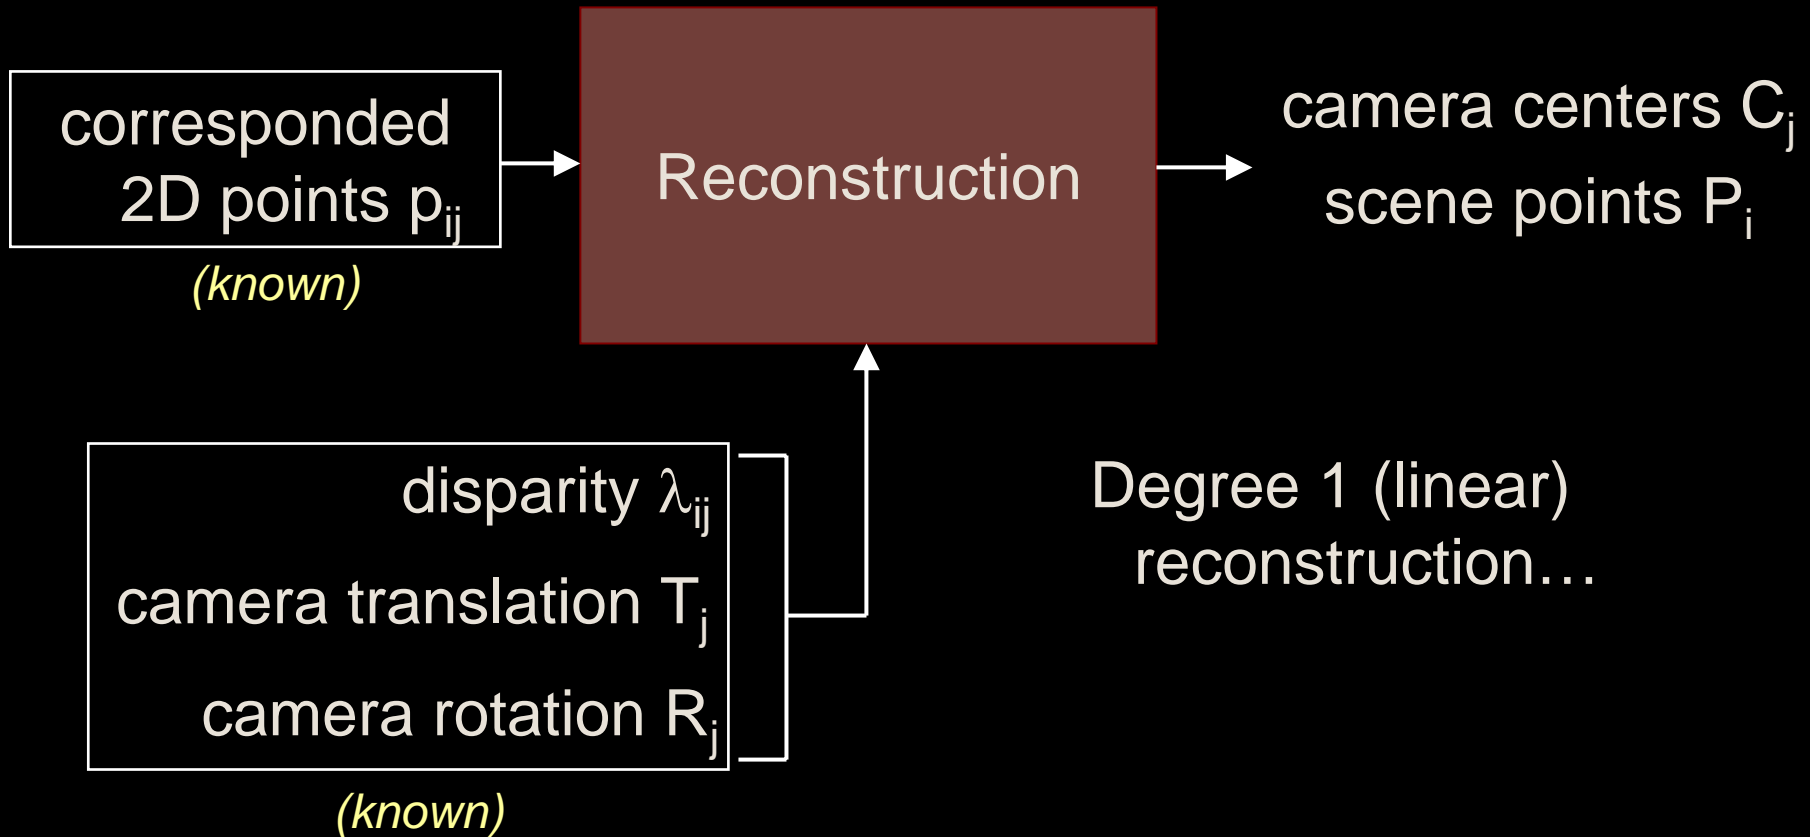 corresponded
2D points pij
(known)
Reconstruction
camera centers Cj
scene points Pi
disparity λij
camera translation Tj
camera rotation Rj
(known)
Degree 1 (linear)
reconstruction…